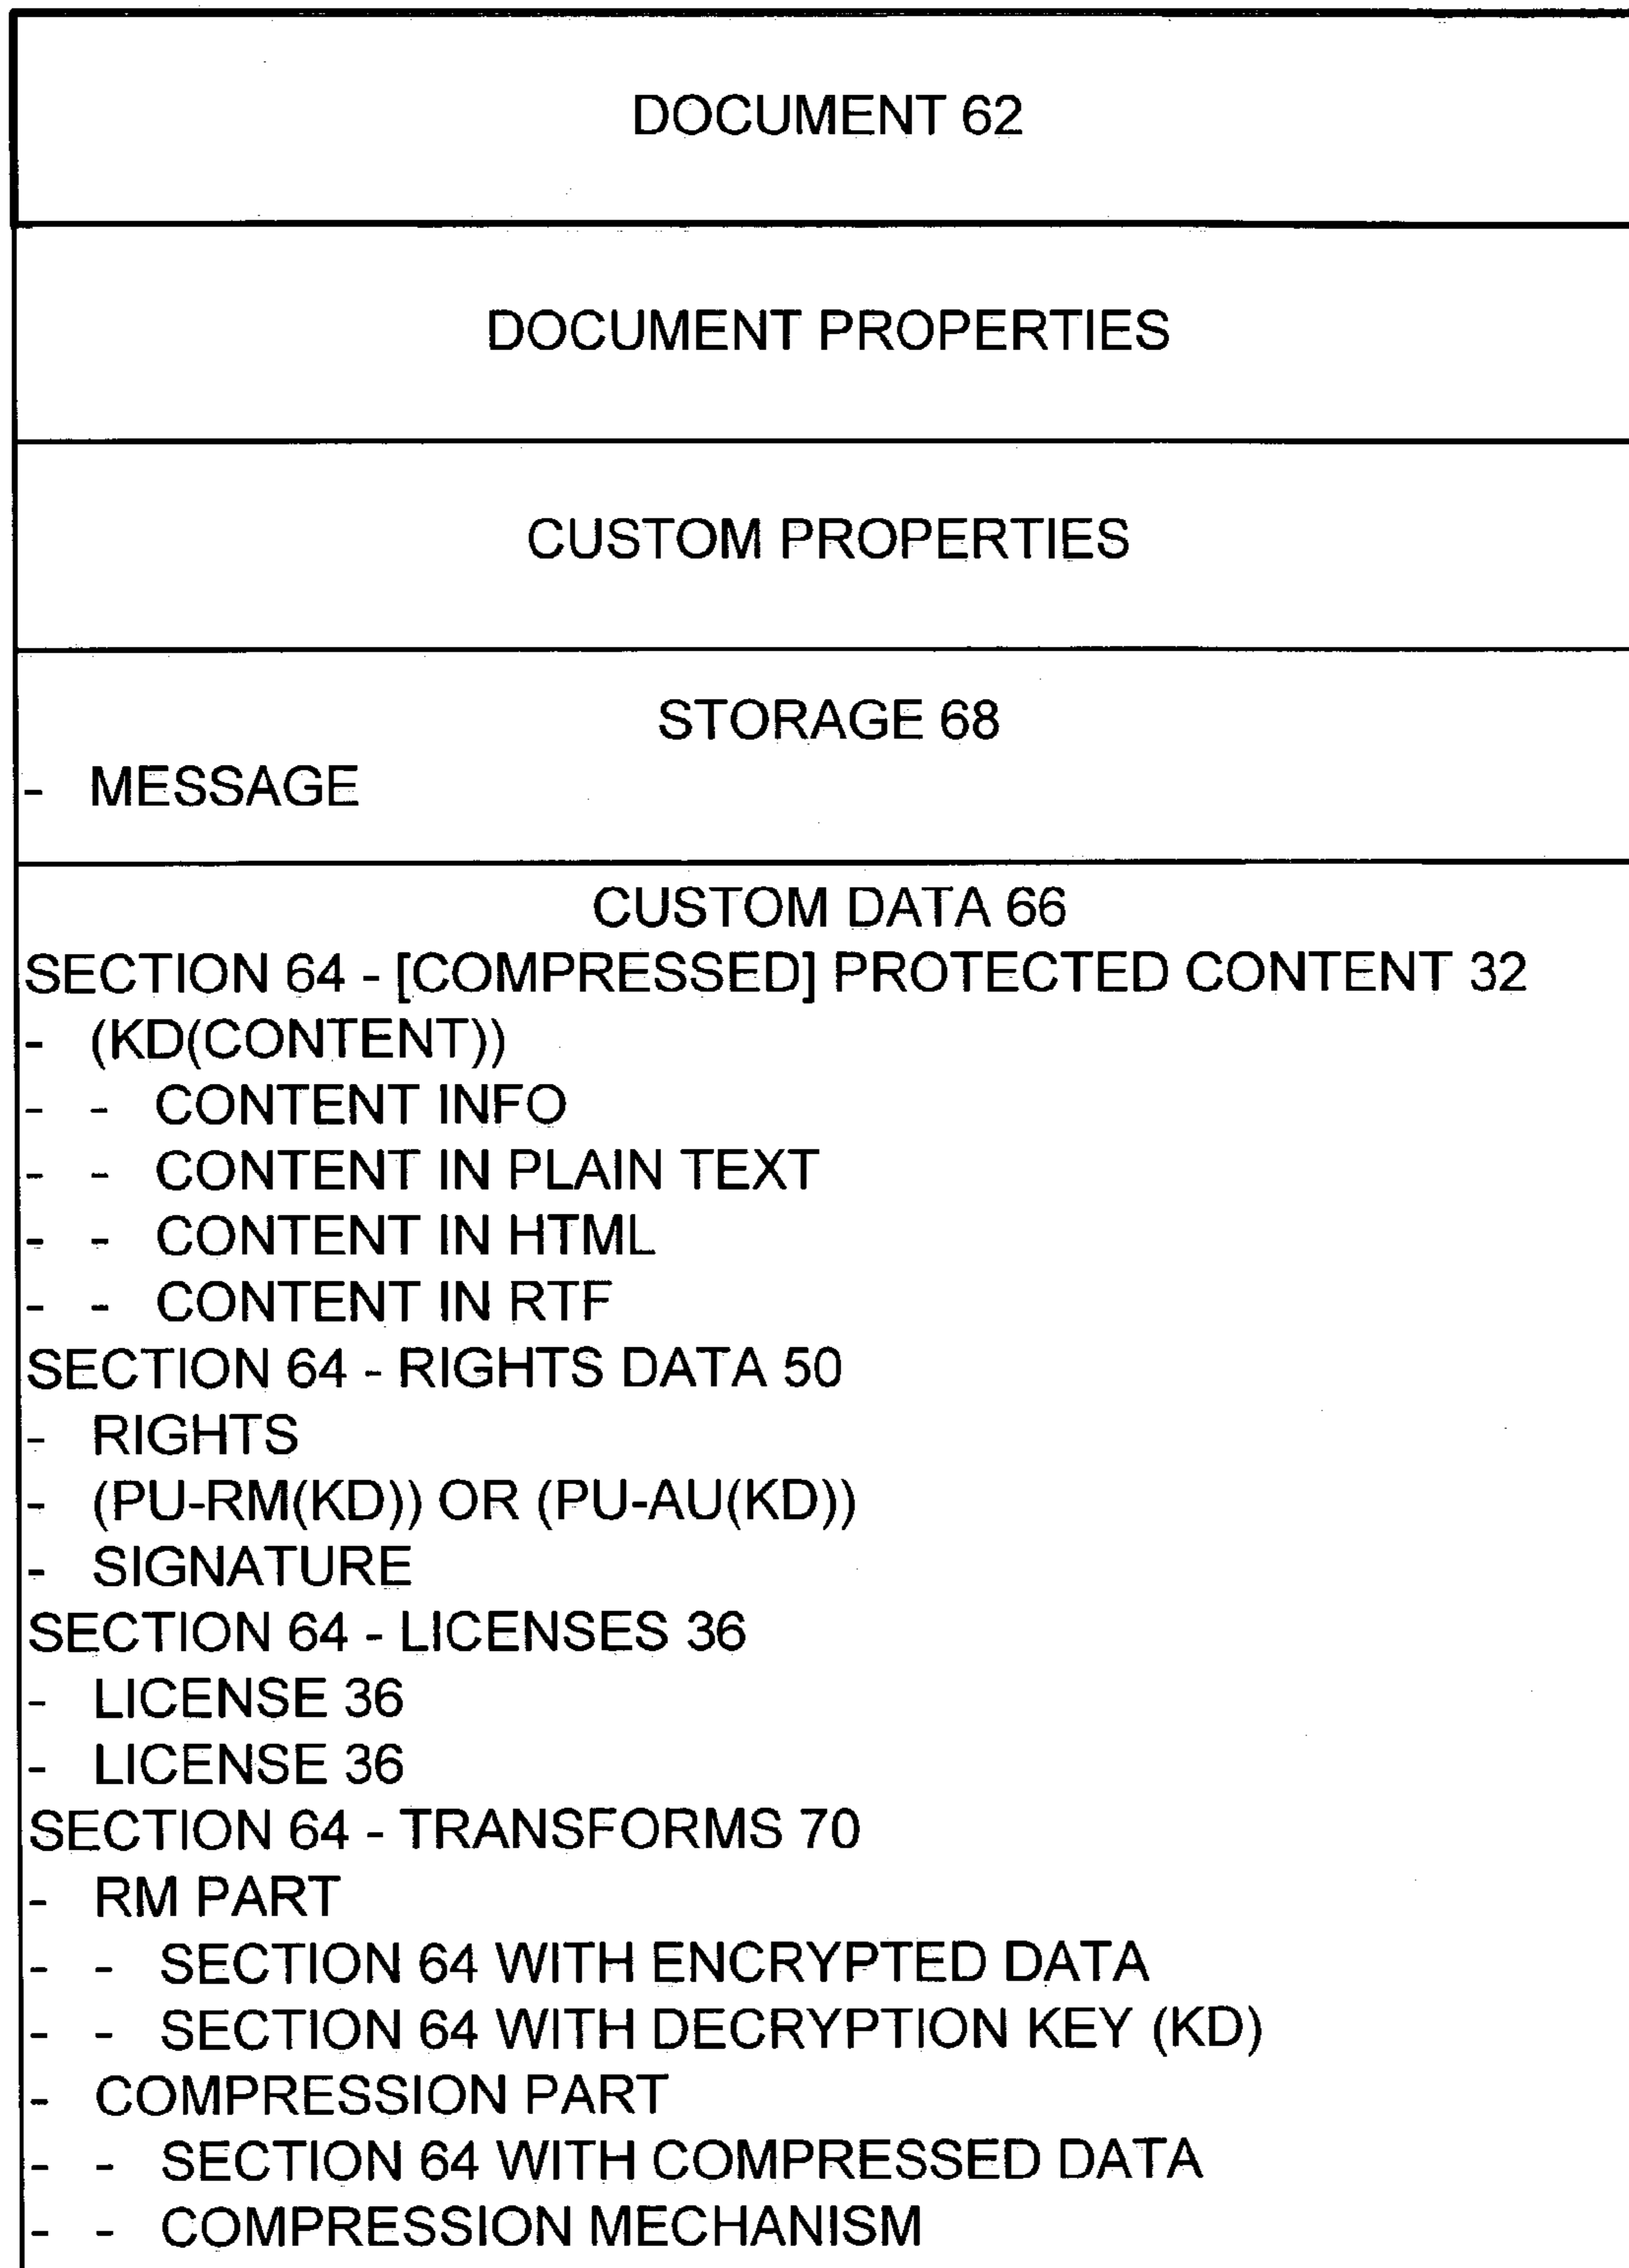 DOCUMENT 62
DOCUMENT PROPERTIES
CUSTOM PROPERTIES
STORAGE 68
- MESSAGE
CUSTOM DATA 66
SECTION 64 - [COMPRESSED] PROTECTED CONTENT 32
- (KD(CONTENT))
- - CONTENT INFO
- - CONTENT IN PLAIN TEXT
- - CONTENT IN HTML
- - CONTENT IN RTF
SECTION 64 - RIGHTS DATA 50
- RIGHTS
- (PU-RM(KD)) OR (PU-AU(KD))
- SIGNATURE
SECTION 64 - LICENSES 36
- LICENSE 36
- LICENSE 36
SECTION 64 - TRANSFORMS 70
- RM PART
- - SECTION 64 WITH ENCRYPTED DATA
- - SECTION 64 WITH DECRYPTION KEY (KD)
- COMPRESSION PART
- - SECTION 64 WITH COMPRESSED DATA
- - COMPRESSION MECHANISM